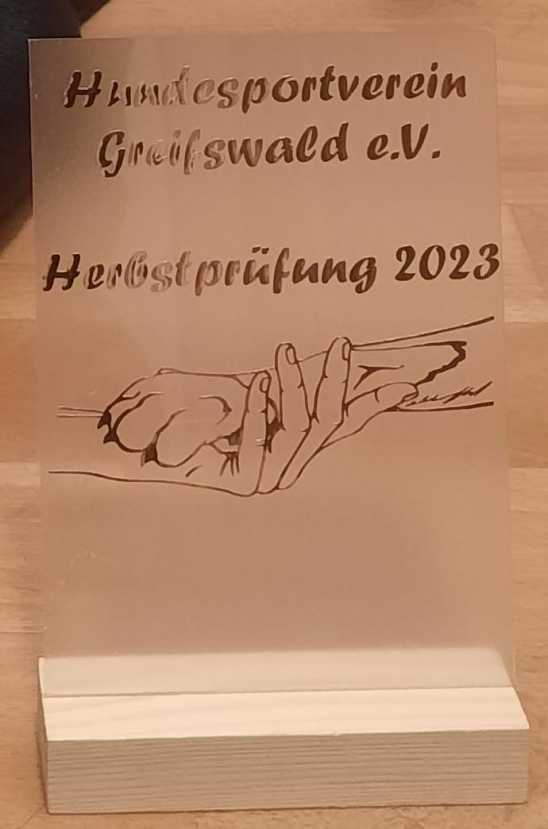 Hundesportverein
Greifswald e.V.
Herbstprüfung 2023